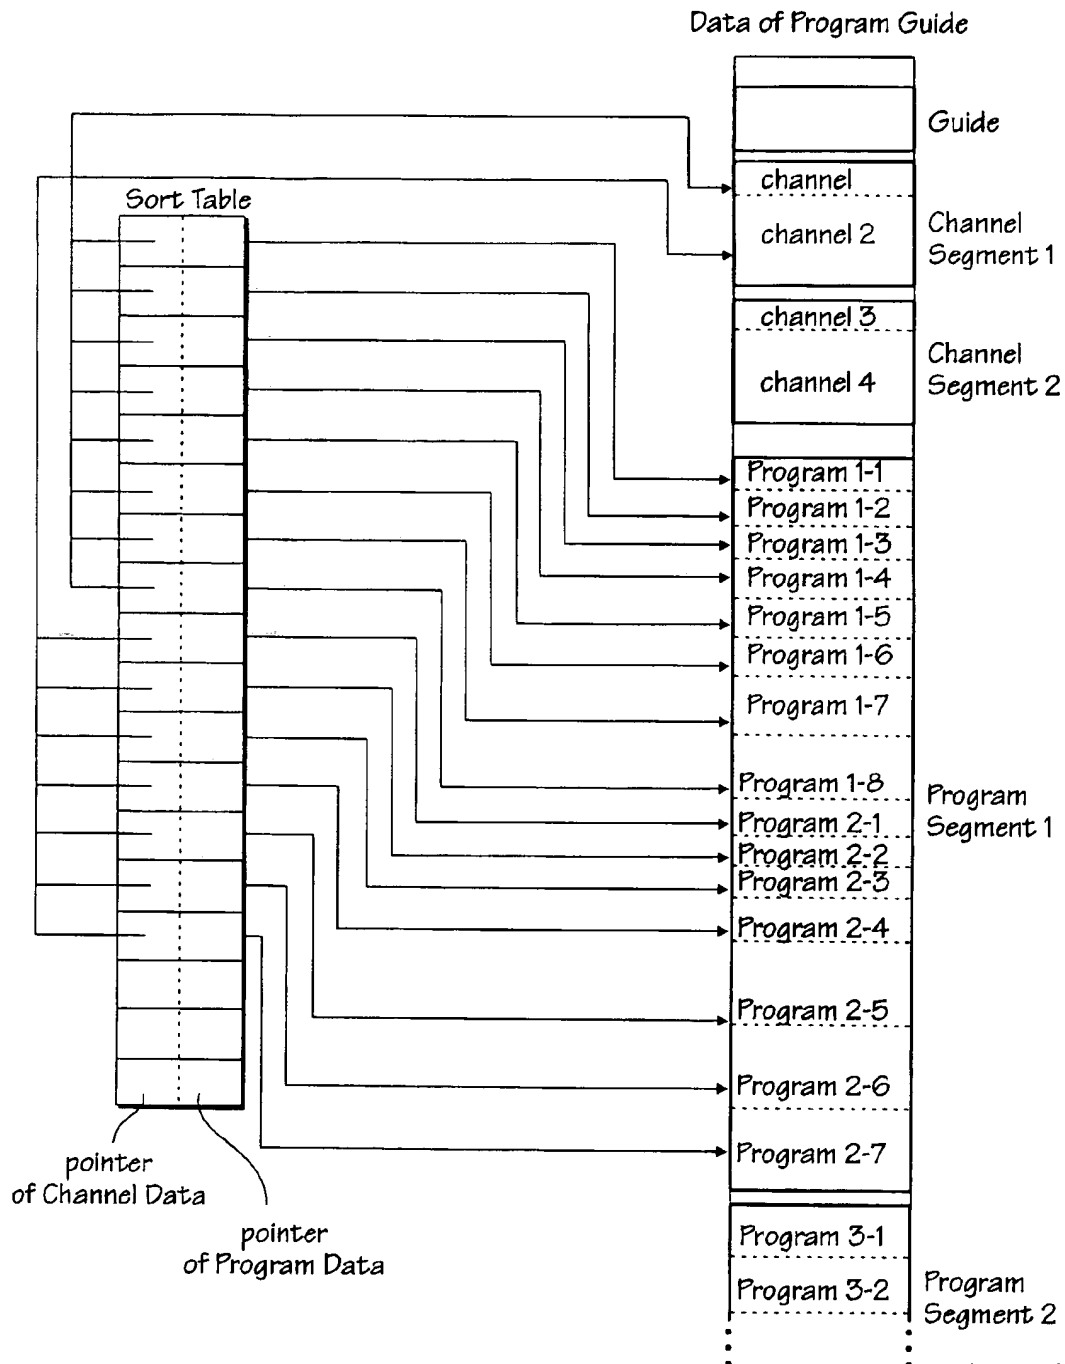 Data of Program Guide
Guide
channel
channel 2
Channel
Segment 1
channel 3
channel 4
Channel
Segment 2
Sort Table
Program 1-1
Program 1-2
Program 1-3
Program 1-4
Program 1-5
Program 1-6
Program 1-7
Program 1-8
Program 2-1
Program 2-2
Program 2-3
Program 2-4
Program 2-5
Program 2-6
Program 2-7
Program
Segment 1
pointer
of Channel Data
pointer
of Program Data
Program 3-1
Program 3-2
Program
Segment 2